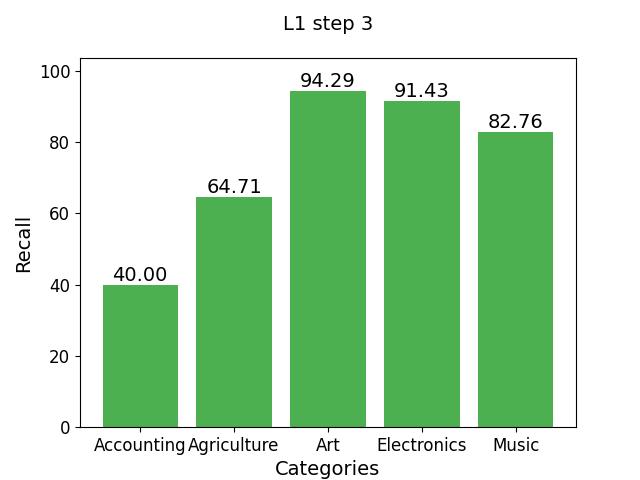 L1 step 3
Recall
100
80
60
40
20
0
40.00
64.71
94.29
91.43
82.76
Accounting Agriculture Art Electronics Music
Categories